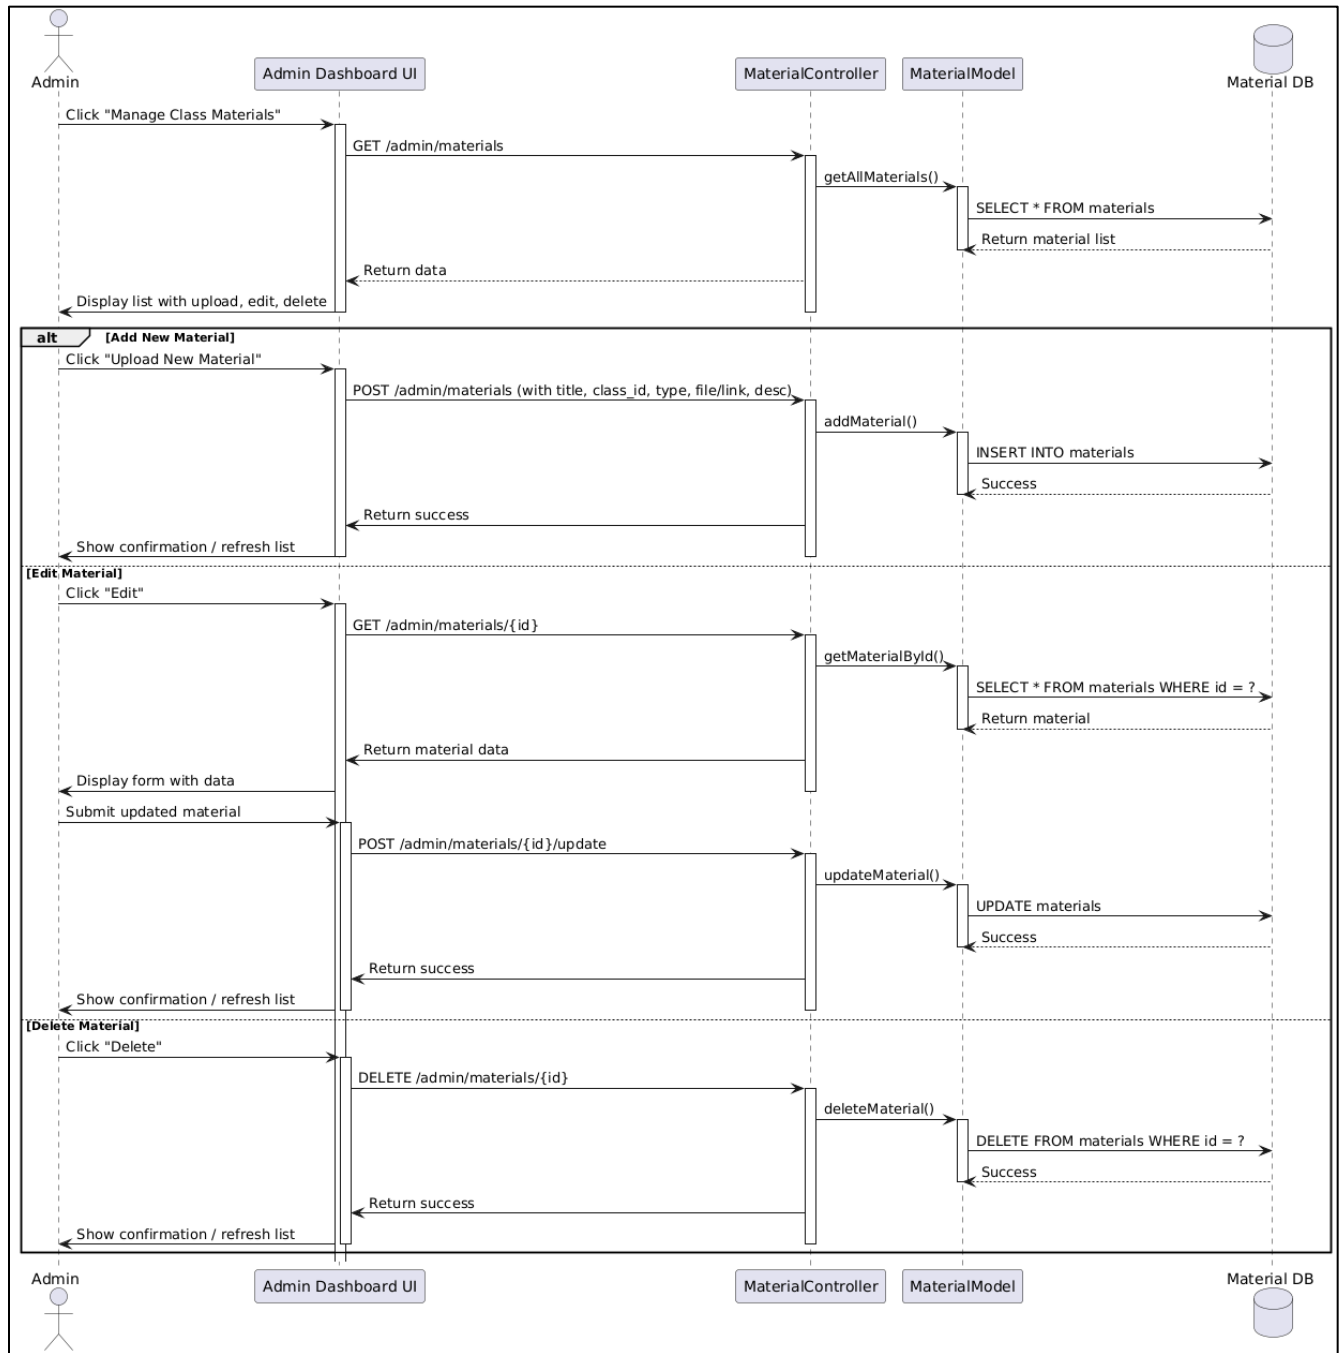 Admin
Admin Dashboard UI
MaterialController
MaterialModel
Material DB
Click "Manage Class Materials"
GET /admin/materials
getAllMaterials()
SELECT * FROM materials
Return material list
Return data
Display list with upload, edit, delete
alt
[Add New Material]
Click "Upload New Material"
POST /admin/materials (with title, class_id, type, file/link, desc)
addMaterial()
INSERT INTO materials
Success
Return success
Show confirmation / refresh list
[Edit Material]
Click "Edit"
GET /admin/materials/{id}
getMaterialById()
SELECT * FROM materials WHERE id = ?
Return material
Return material data
Display form with data
Submit updated material
POST /admin/materials/{id}/update
updateMaterial()
UPDATE materials
Success
Return success
Show confirmation / refresh list
[Delete Material]
Click "Delete"
DELETE /admin/materials/{id}
deleteMaterial()
DELETE FROM materials WHERE id = ?
Success
Return success
Show confirmation / refresh list
Admin
Admin Dashboard UI
MaterialController
MaterialModel
Material DB